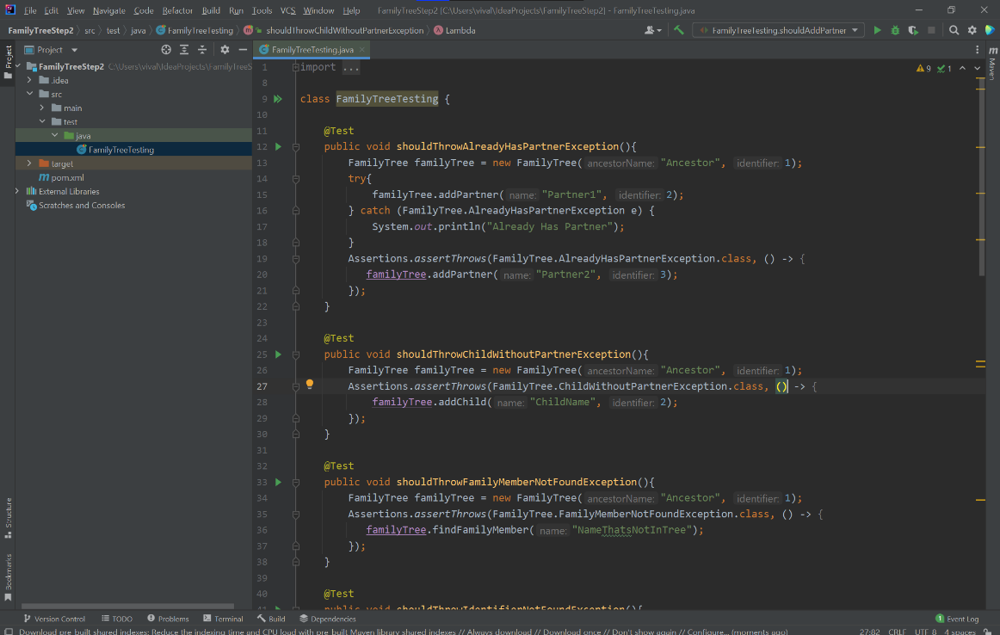 File Edit View Navigate Code Refactor Build Run Tools VCS Window Help FamilyTreeStep2 [C:\Users\vival\IdeaProjects\FamilyTreeStep2] - FamilyTreeTesting.java
FamilyTreeStep2 src test java FamilyTreeTesting shouldThrowChildWithoutPartnerException Lambda FamilyTreeTesting.shouldAddPartner
Project
Project
FamilyTreeStep2 C:\Users\vival\IdeaProjects\FamilyTreeS
.idea
src
main
test
java
FamilyTreeTesting
target
pom.xml
External Libraries
Scratches and Consoles
Structure
Bookmarks
FamilyTreeTesting.java
Maven
9 1
1 import ...
8
9 class FamilyTreeTesting {
10
11 @Test
12 public void shouldThrowAlreadyHasPartnerException(){
13 FamilyTree familyTree = new FamilyTree( ancestorName: "Ancestor", identifier: 1);
14 try{
15 familyTree.addPartner( name: "Partner1", identifier: 2);
16 } catch (FamilyTree.AlreadyHasPartnerException e) {
17 System.out.println("Already Has Partner");
18 }
19 Assertions.assertThrows(FamilyTree.AlreadyHasPartnerException.class, () -> {
20 familyTree.addPartner( name: "Partner2", identifier: 3);
21 });
22 }
23
24 @Test
25 public void shouldThrowChildWithoutPartnerException(){
26 FamilyTree familyTree = new FamilyTree( ancestorName: "Ancestor", identifier: 1);
27 Assertions.assertThrows(FamilyTree.ChildWithoutPartnerException.class, () -> {
28 familyTree.addChild( name: "ChildName", identifier: 2);
29 });
30 }
31
32 @Test
33 public void shouldThrowFamilyMemberNotFoundException(){
34 FamilyTree familyTree = new FamilyTree( ancestorName: "Ancestor", identifier: 1);
35 Assertions.assertThrows(FamilyTree.FamilyMemberNotFoundException.class, () -> {
36 familyTree.findFamilyMember( name: "NameThatsNotInTree");
37 });
38 }
39
40 @Test
41 public void shouldThrowIdentifierNotFoundException(){
Version Control TODO Problems Terminal Build Dependencies 1 Event Log
Download pre-built shared indexes: Reduce the indexing time and CPU load with pre-built Maven library shared indexes // Always download // Download once // Don't show again // Configure... (moments ago) 27:82 CRLF UTF-8 4 spaces